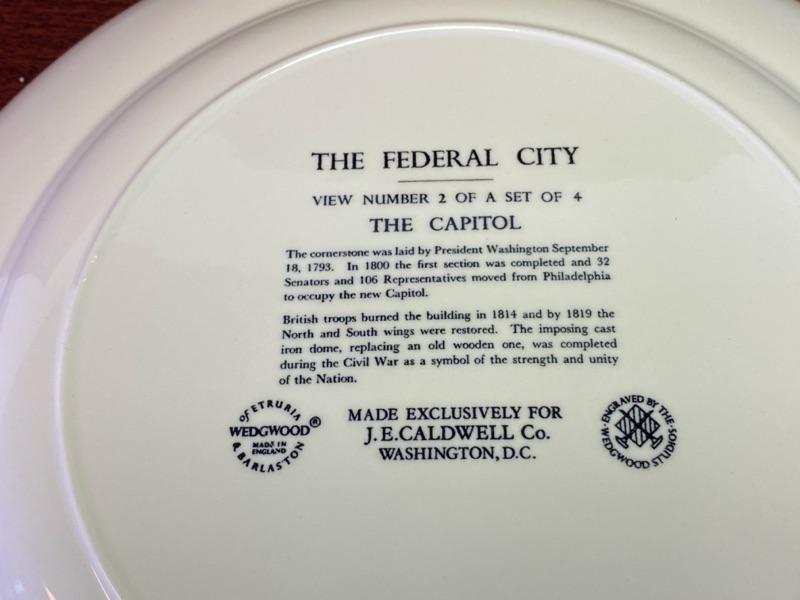 THE FEDERAL CITY
VIEW NUMBER 2 OF A SET OF 4
THE CAPITOL
The cornerstone was laid by President Washington September
18, 1793. In 1800 the first section was completed and 32
Senators and 106 Representatives moved from Philadelphia
to occupy the new Capitol.
British troops burned the building in 1814 and by 1819 the
North and South wings were restored. The imposing cast
iron dome, replacing an old wooden one, was completed
during the Civil War as a symbol of the strength and unity
of the Nation.
OF ETRURIA
WEDGWOOD®
MADE IN
ENGLAND
& BARLASTON
MADE EXCLUSIVELY FOR
J.E.CALDWELL Co.
WASHINGTON, D.C.
ENGRAVED BY THE
WEDGWOOD STUDIOS